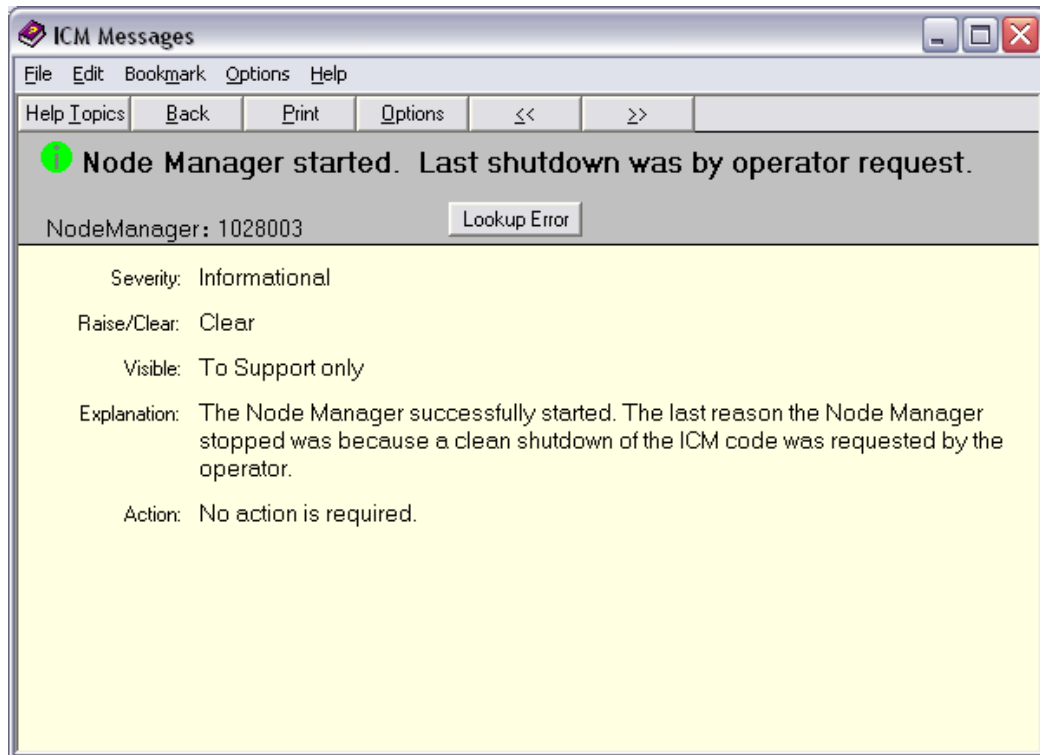 ICM Messages
File Edit Bookmark Options Help
Help Topics Back Print Options << >>
i Node Manager started. Last shutdown was by operator request.
NodeManager: 1028003 Lookup Error
Severity: Informational
Raise/Clear: Clear
Visible: To Support only
Explanation: The Node Manager successfully started. The last reason the Node Manager
stopped was because a clean shutdown of the ICM code was requested by the
operator.
Action: No action is required.